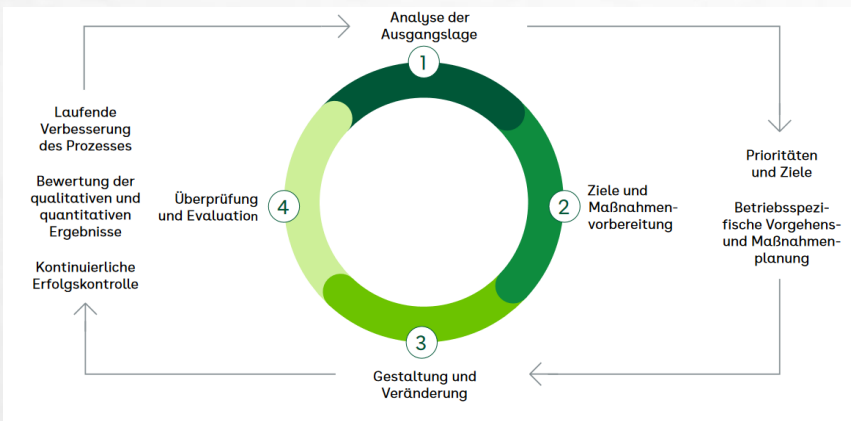 Analyse der
Ausgangslage
1
Laufende
Verbesserung
des Prozesses
Bewertung der
qualitativen und
quantitativen
Ergebnisse
Kontinuierliche
Erfolgskontrolle
Überprüfung
und Evaluation
4
2
Ziele und
Maßnahmen-
vorbereitung
Prioritäten
und Ziele
Betriebsspezi-
fische Vorgehens-
und Maßnahmen-
planung
3
Gestaltung und
Veränderung